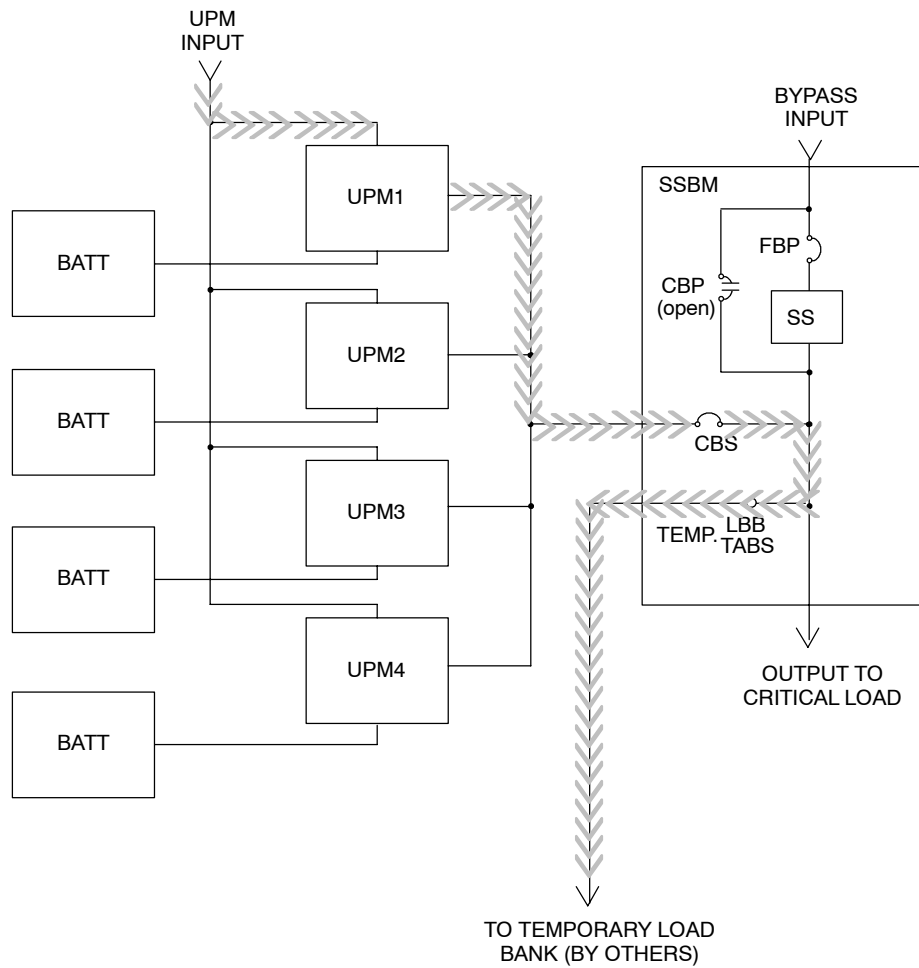 UPM
INPUT
BYPASS
INPUT
SSBM
UPM1
BATT
FBP
CBP
(open)
SS
UPM2
BATT
CBS
UPM3
TEMP.
LBB
TABS
BATT
UPM4
OUTPUT TO
CRITICAL LOAD
BATT
TO TEMPORARY LOAD
BANK (BY OTHERS)